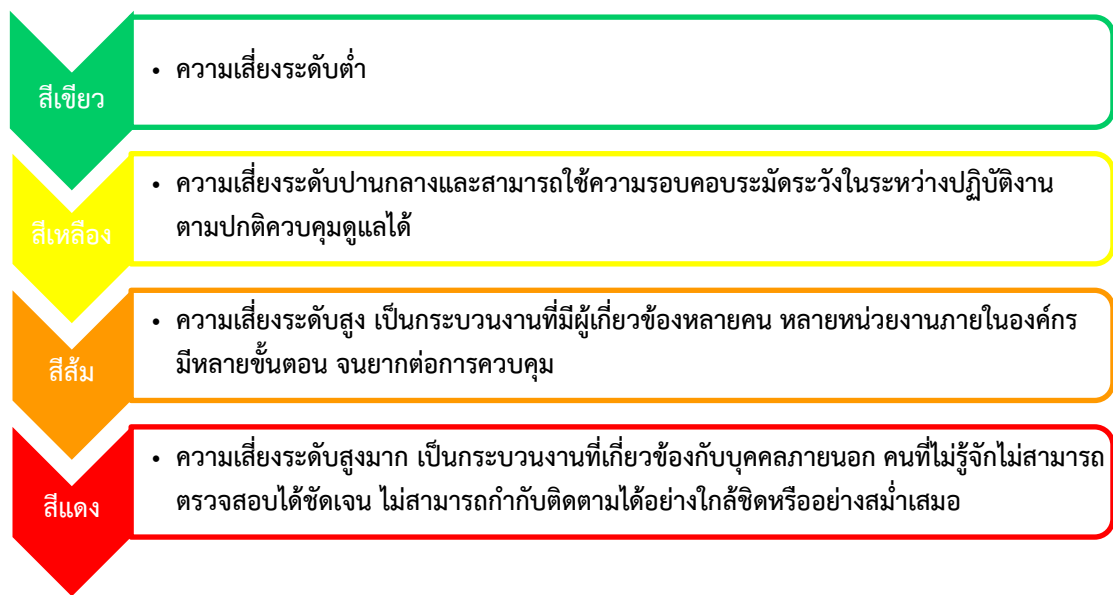 สีเขียว
• ความเสี่ยงระดับต่ำ
สีเหลือง
• ความเสี่ยงระดับปานกลางและสามารถใช้ความรอบคอบระมัดระวังในระหว่างปฏิบัติงาน
ตามปกติควบคุมดูแลได้
สีส้ม
• ความเสี่ยงระดับสูง เป็นกระบวนงานที่มีผู้เกี่ยวข้องหลายคน หลายหน่วยงานภายในองค์กร
มีหลายขั้นตอน จนยากต่อการควบคุม
สีแดง
• ความเสี่ยงระดับสูงมาก เป็นกระบวนงานที่เกี่ยวข้องกับบุคคลภายนอก คนที่ไม่รู้จักไม่สามารถ
ตรวจสอบได้ชัดเจน ไม่สามารถกำกับติดตามได้อย่างใกล้ชิดหรืออย่างสม่ำเสมอ